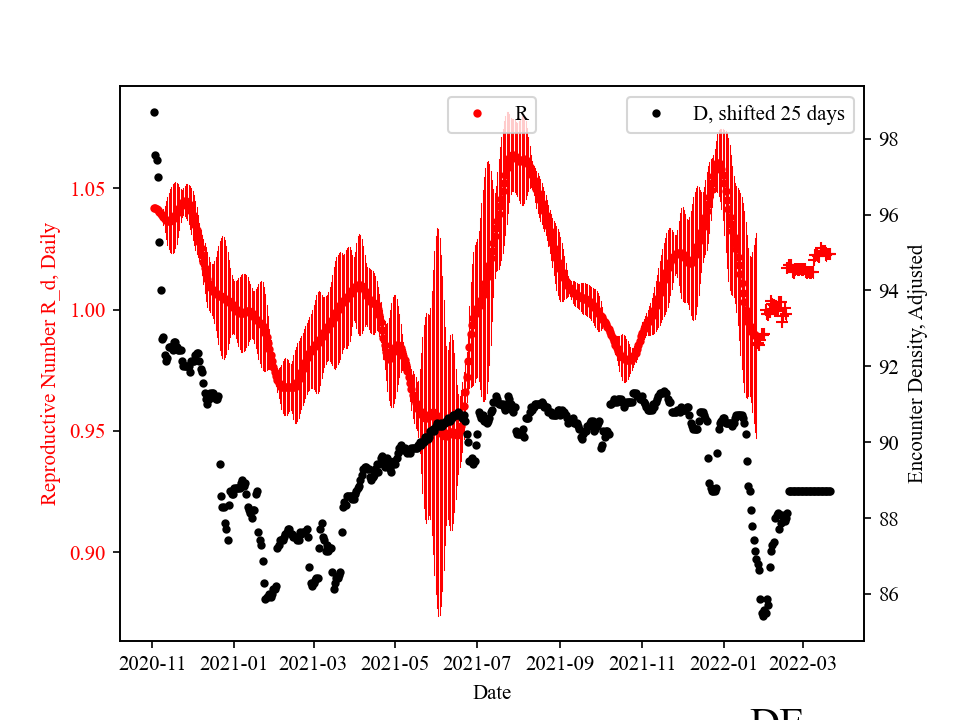 R
D, shifted 25 days
Reproductive Number R_d, Daily
1.05
1.00
0.95
0.90
98
96
94
92
90
88
86
Encounter Density, Adjusted
2020-11 2021-01 2021-03 2021-05 2021-07 2021-09 2021-11 2022-01 2022-03
Date
DE